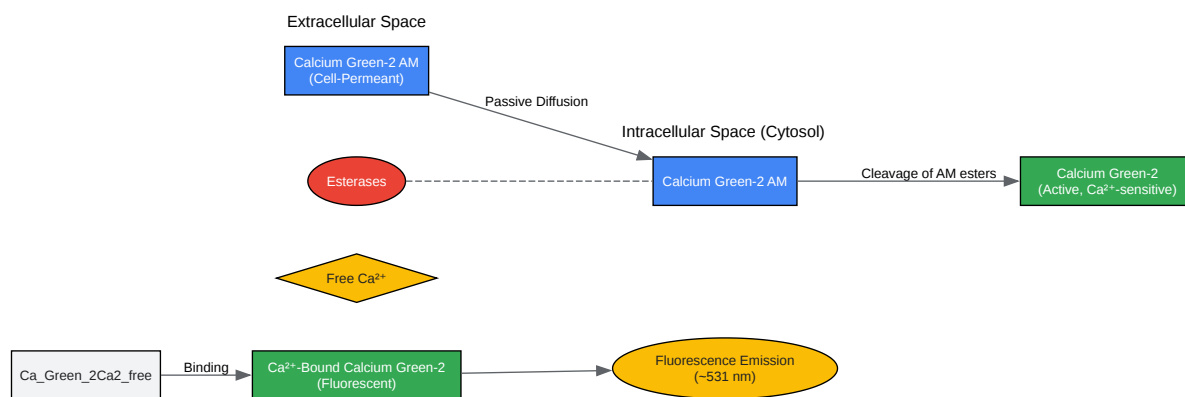 Extracellular Space
Calcium Green-2 AM
(Cell-Permeant)
Passive Diffusion
Intracellular Space (Cytosol)
Esterases
Calcium Green-2 AM
Cleavage of AM esters
Calcium Green-2
(Active, Ca²⁺-sensitive)
Free Ca²⁺
Ca_Green_2Ca2_free
Binding
Ca²⁺-Bound Calcium Green-2
(Fluorescent)
Fluorescence Emission
(~531 nm)